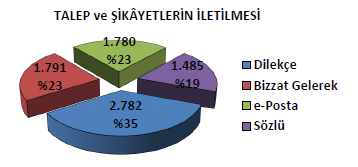 TALEP ve ŞİKÂYETLERİN İLETİLMESİ
1.780
%23
1.791
%23
1.485
%19
2.782
%35
Dilekçe
Bizzat Gelerek
e-Posta
Sözlü